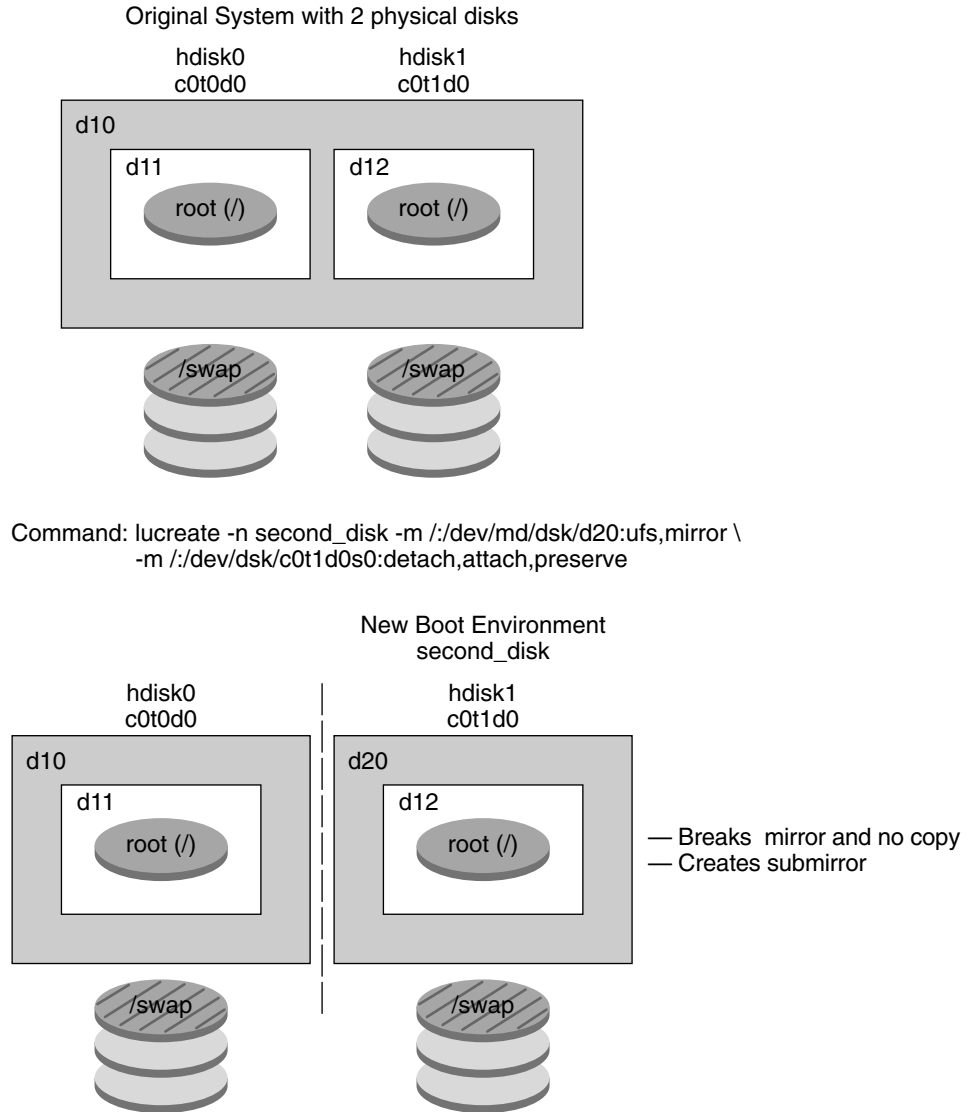 Original System with 2 physical disks
hdisk0
c0t0d0
hdisk1
c0t1d0
d10
d11
root (/)
d12
root (/)
/swap
/swap
Command: lucreate -n second_disk -m /:/dev/md/dsk/d20:ufs,mirror \
-m /:/dev/dsk/c0t1d0s0:detach,attach,preserve
New Boot Environment
second_disk
hdisk0
c0t0d0
hdisk1
c0t1d0
d10
d11
root (/)
d20
d12
root (/)
— Breaks mirror and no copy
— Creates submirror
/swap
/swap